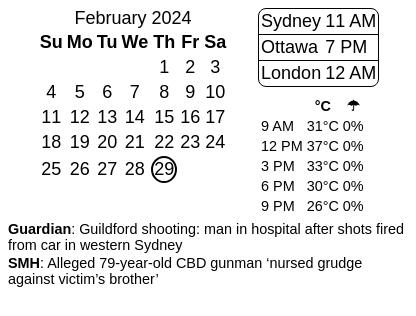 February 2024
Su Mo Tu We Th Fr Sa
1 2 3
4 5 6 7 8 9 10
11 12 13 14 15 16 17
18 19 20 21 22 23 24
25 26 27 28 29
Sydney 11 AM
Ottawa 7 PM
London 12 AM
°C ☂
9 AM 31°C 0%
12 PM 37°C 0%
3 PM 33°C 0%
6 PM 30°C 0%
9 PM 26°C 0%
Guardian: Guildford shooting: man in hospital after shots fired
from car in western Sydney
SMH: Alleged 79-year-old CBD gunman ‘nursed grudge
against victim’s brother’